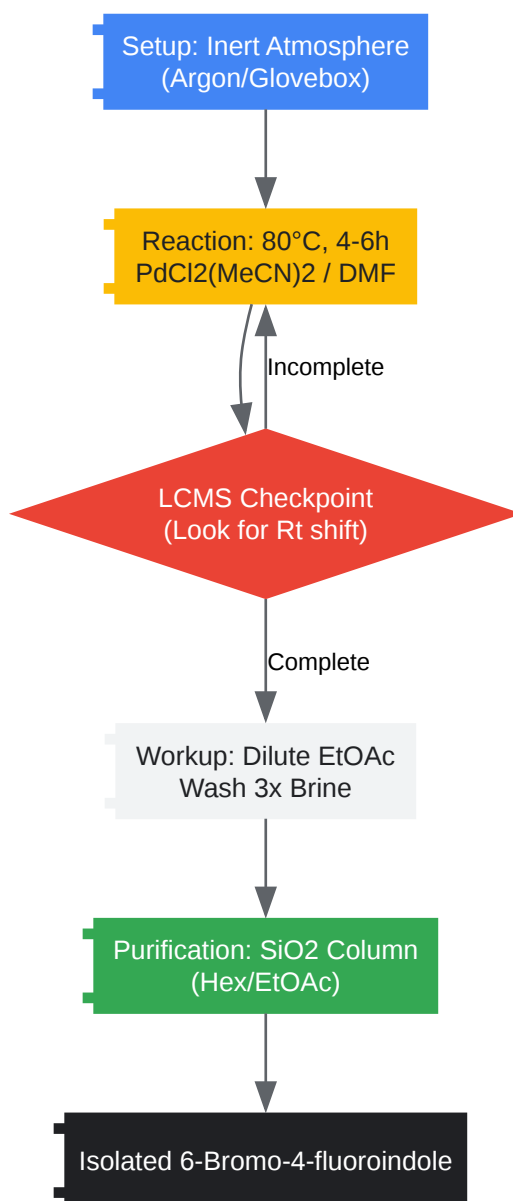 Setup: Inert Atmosphere
(Argon/Glovebox)
Reaction: 80°C, 4-6h
PdCl2(MeCN)2 / DMF
Incomplete
LCMS Checkpoint
(Look for Rt shift)
Complete
Workup: Dilute EtOAc
Wash 3x Brine
Purification: SiO2 Column
(Hex/EtOAc)
Isolated 6-Bromo-4-fluoroindole